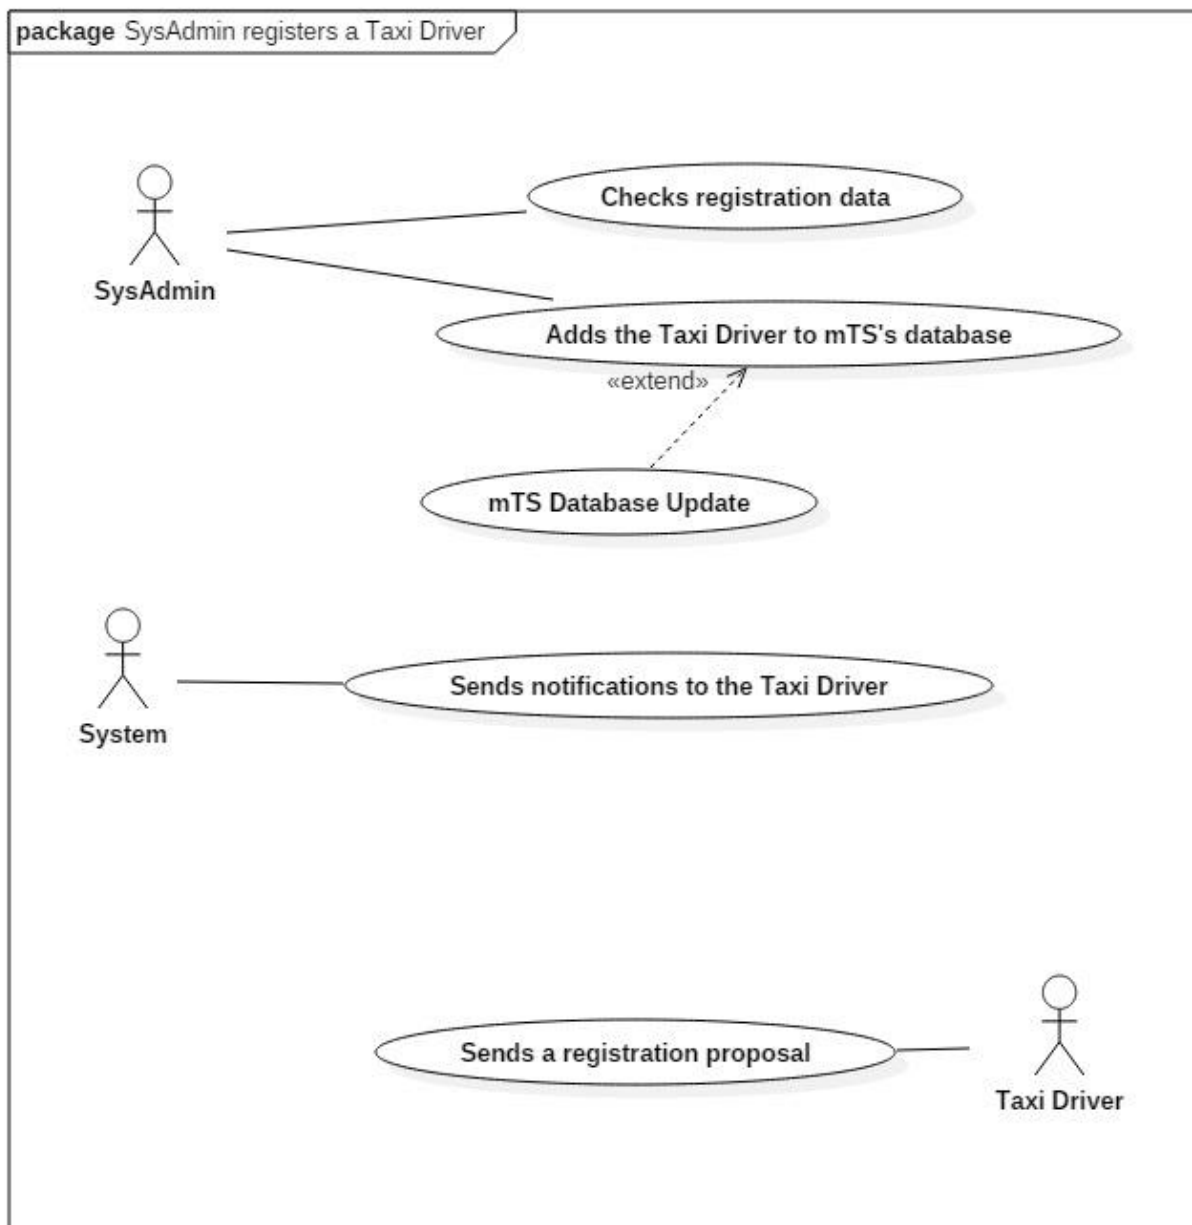 package SysAdmin registers a Taxi Driver
Checks registration data
SysAdmin
Adds the Taxi Driver to mTS's database
«extend»
mTS Database Update
Sends notifications to the Taxi Driver
System
Sends a registration proposal
Taxi Driver